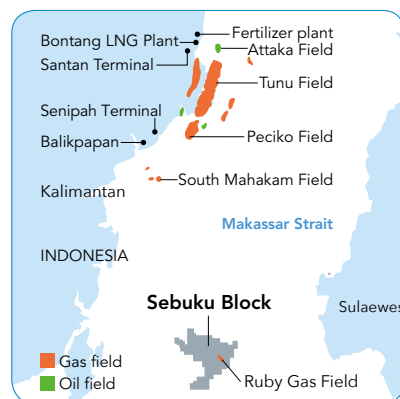 Fertilizer plant
Bontang LNG Plant
Attaka Field
Santan Terminal
Tunu Field
Senipah Terminal
Balikpapan
Peciko Field
Kalimantan
South Mahakam Field
Makassar Strait
INDONESIA
Sebuku Block
Sulaewes
Gas field
Oil field
Ruby Gas Field